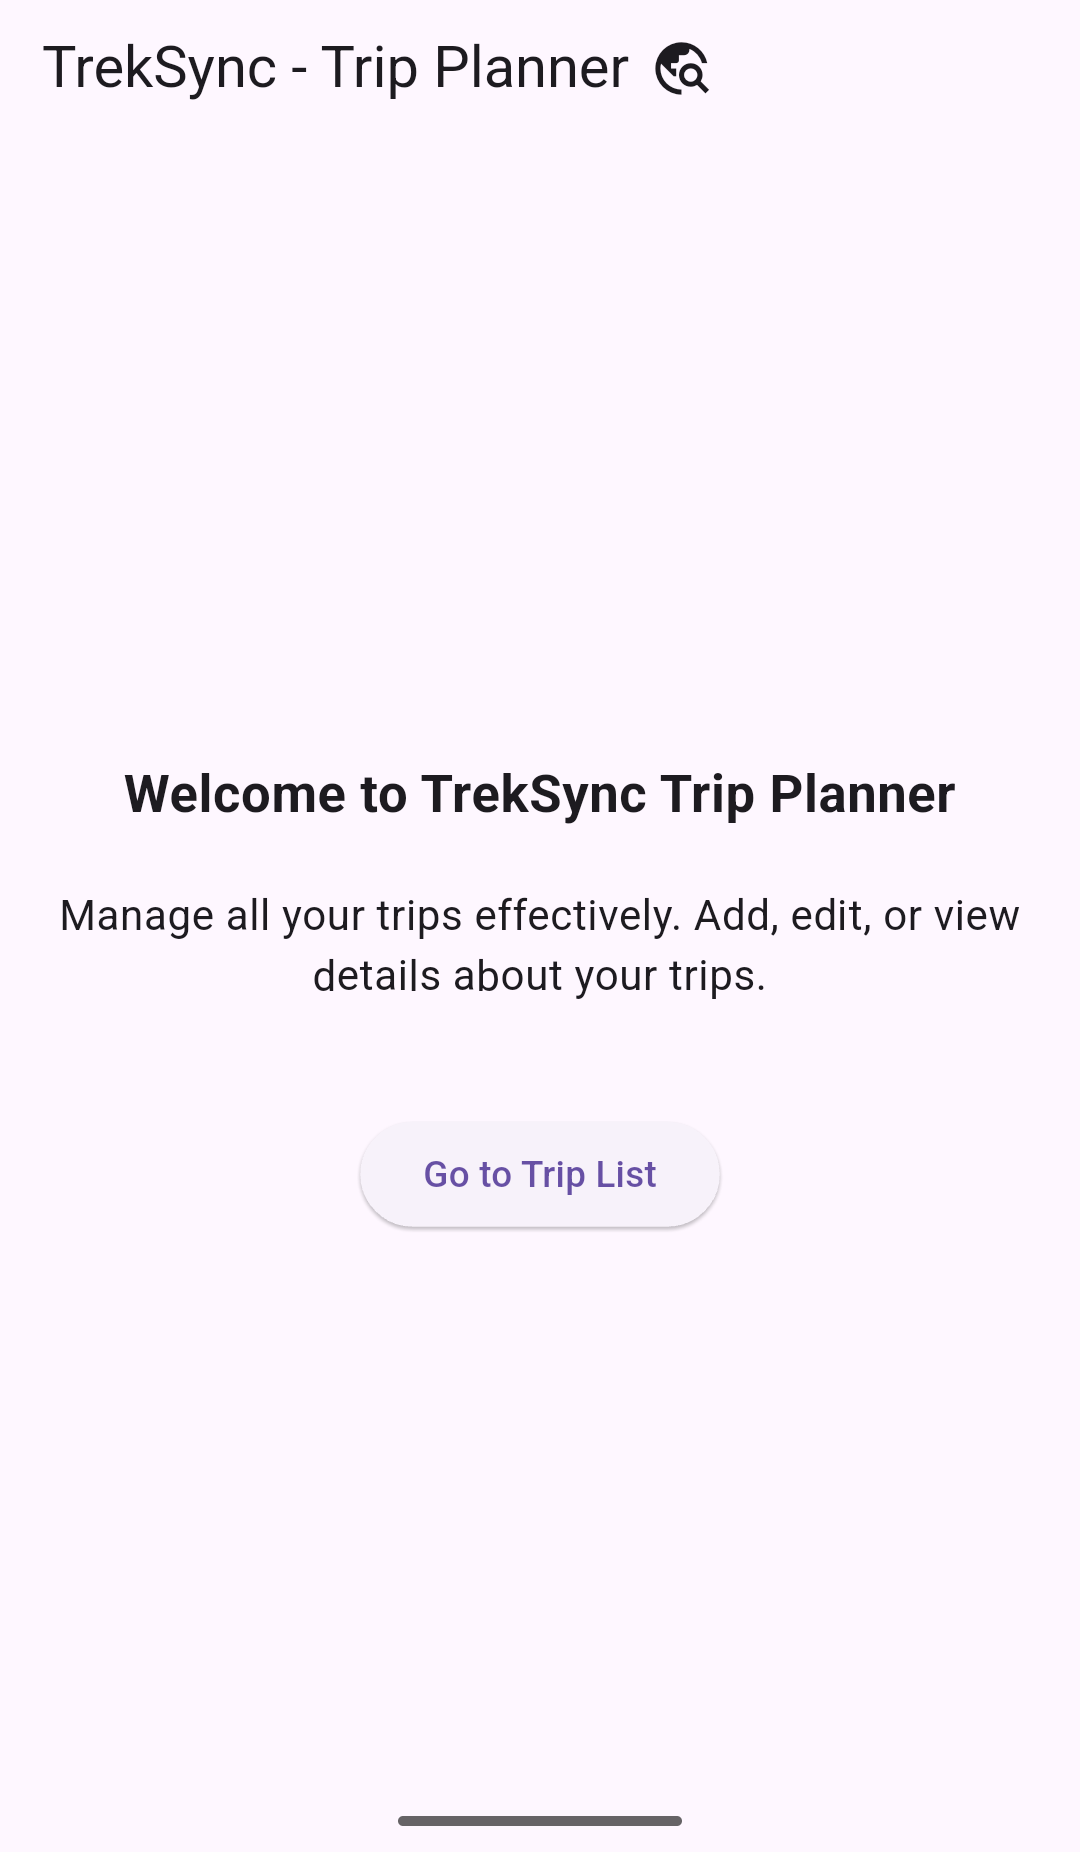 TrekSync - Trip Planner
Welcome to TrekSync Trip Planner
Manage all your trips effectively. Add, edit, or view
details about your trips.
Go to Trip List